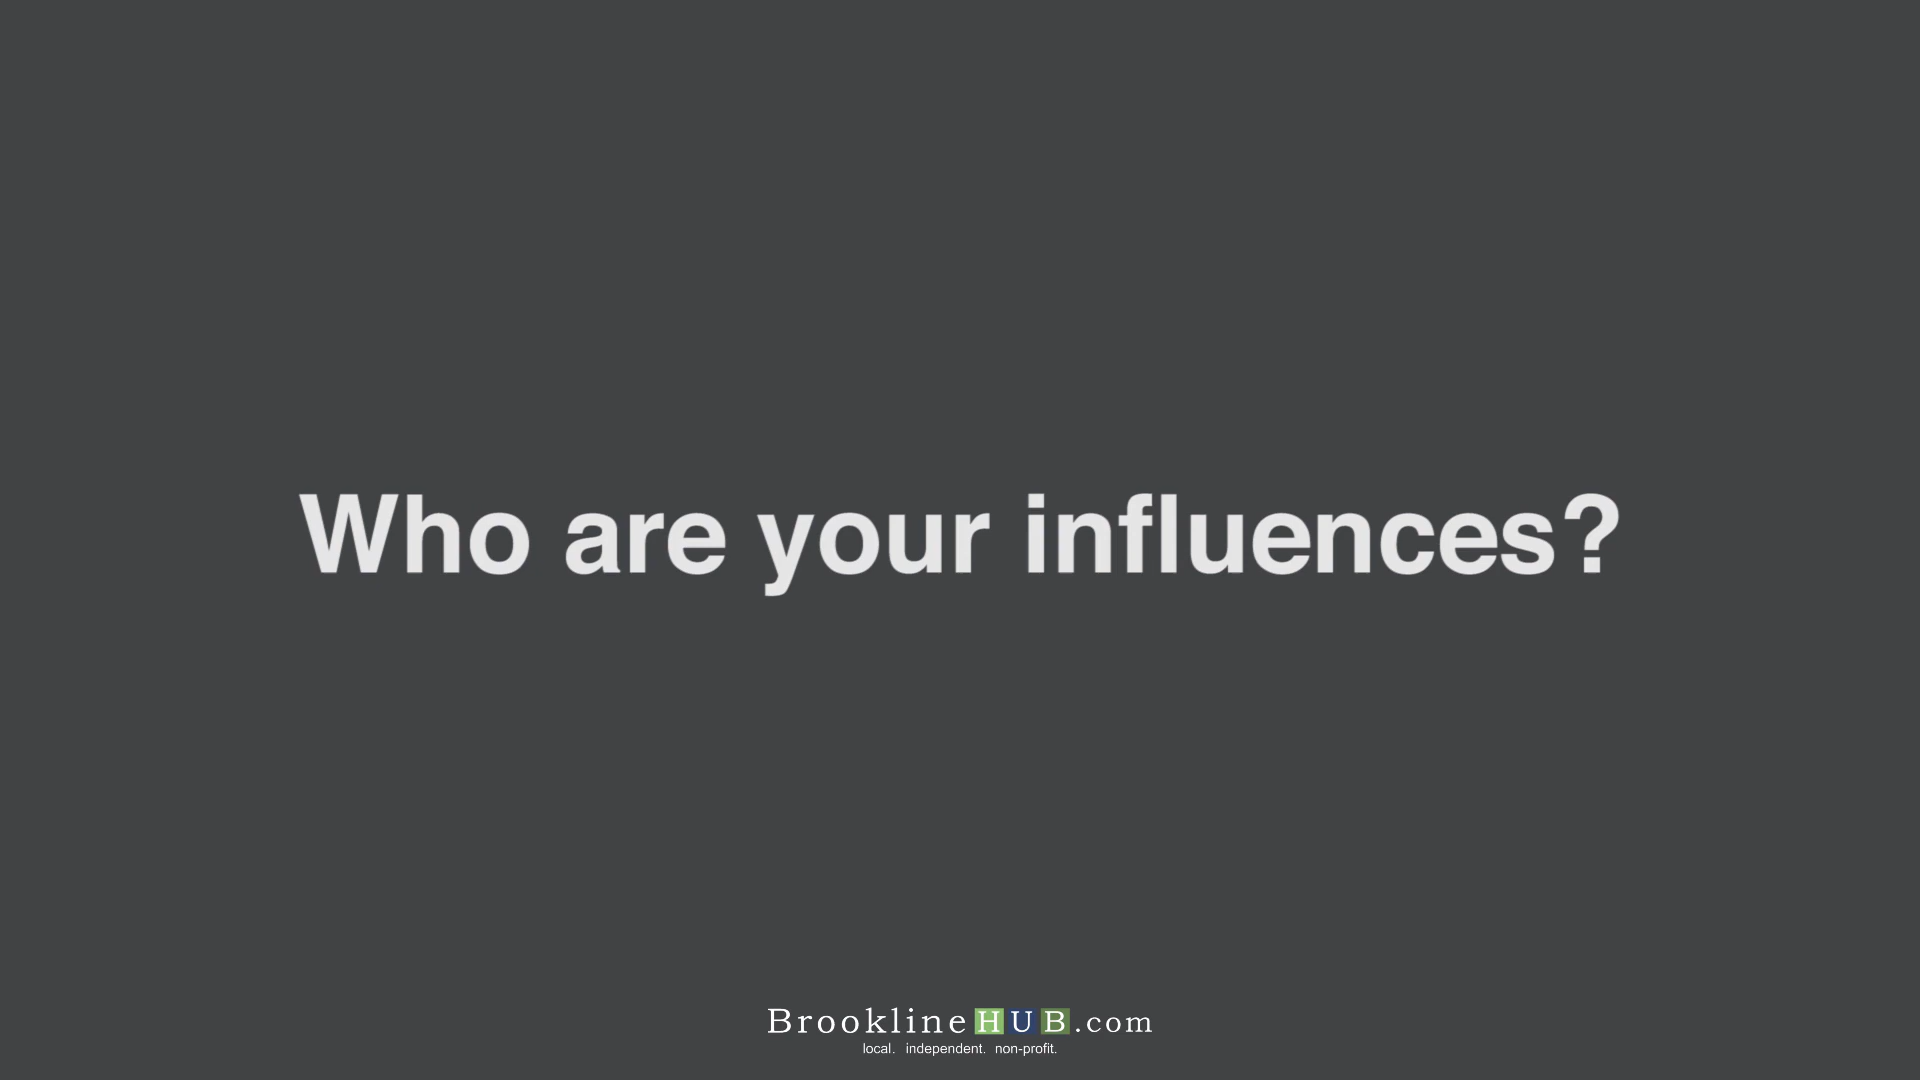 Who are your influences?
BrooklineHUB.com
local. independent. non-profit.